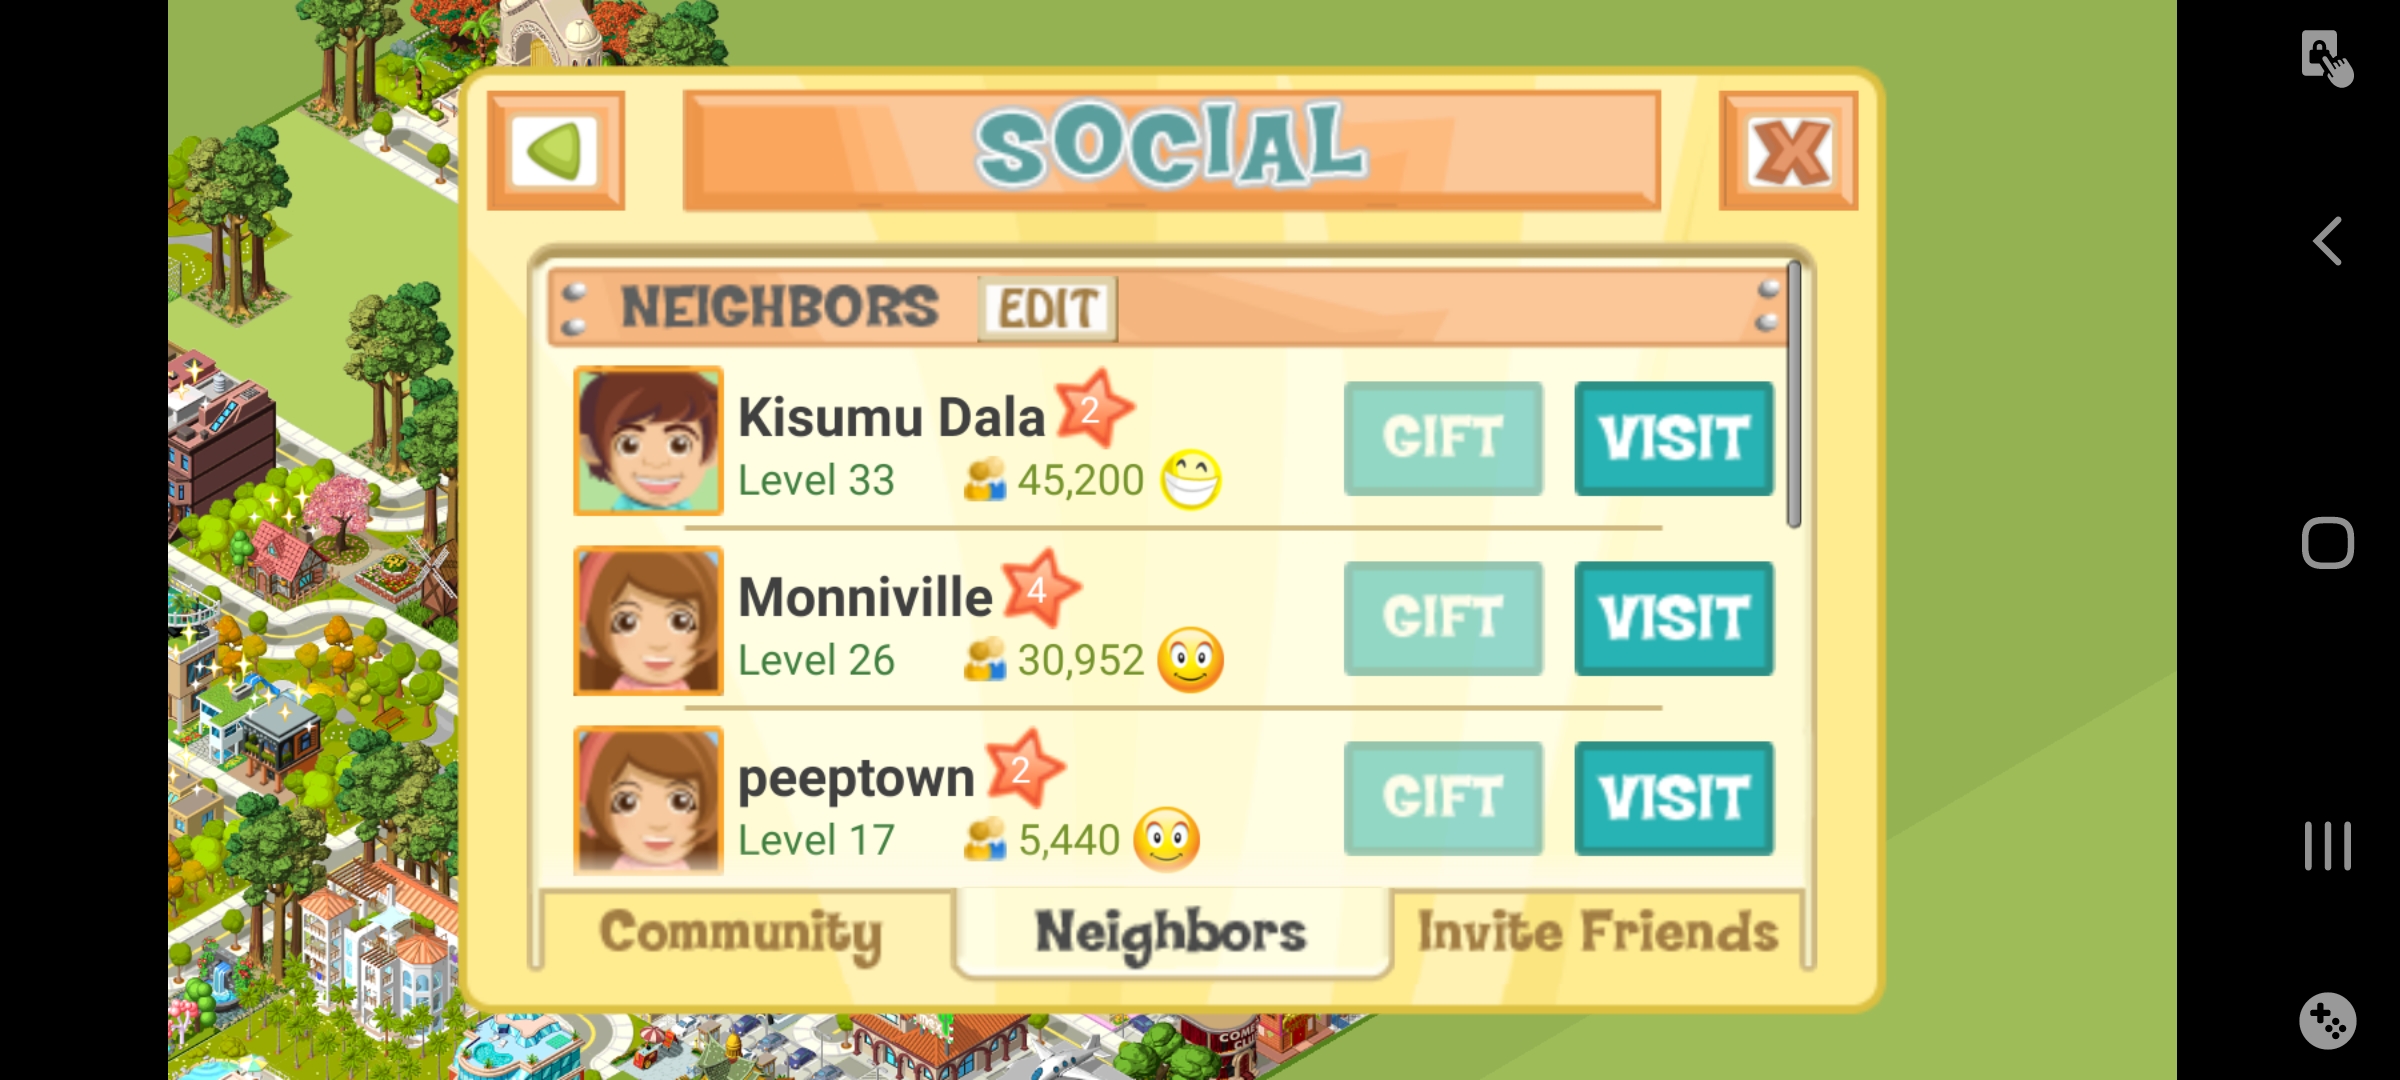 SOCIAL
NEIGHBORS EDIT
Kisumu Dala 2
Level 33 45,200
GIFT VISIT
Monniville 4
Level 26 30,952
GIFT VISIT
peeptown 2
Level 17 5,440
GIFT VISIT
Community Neighbors Invite Friends